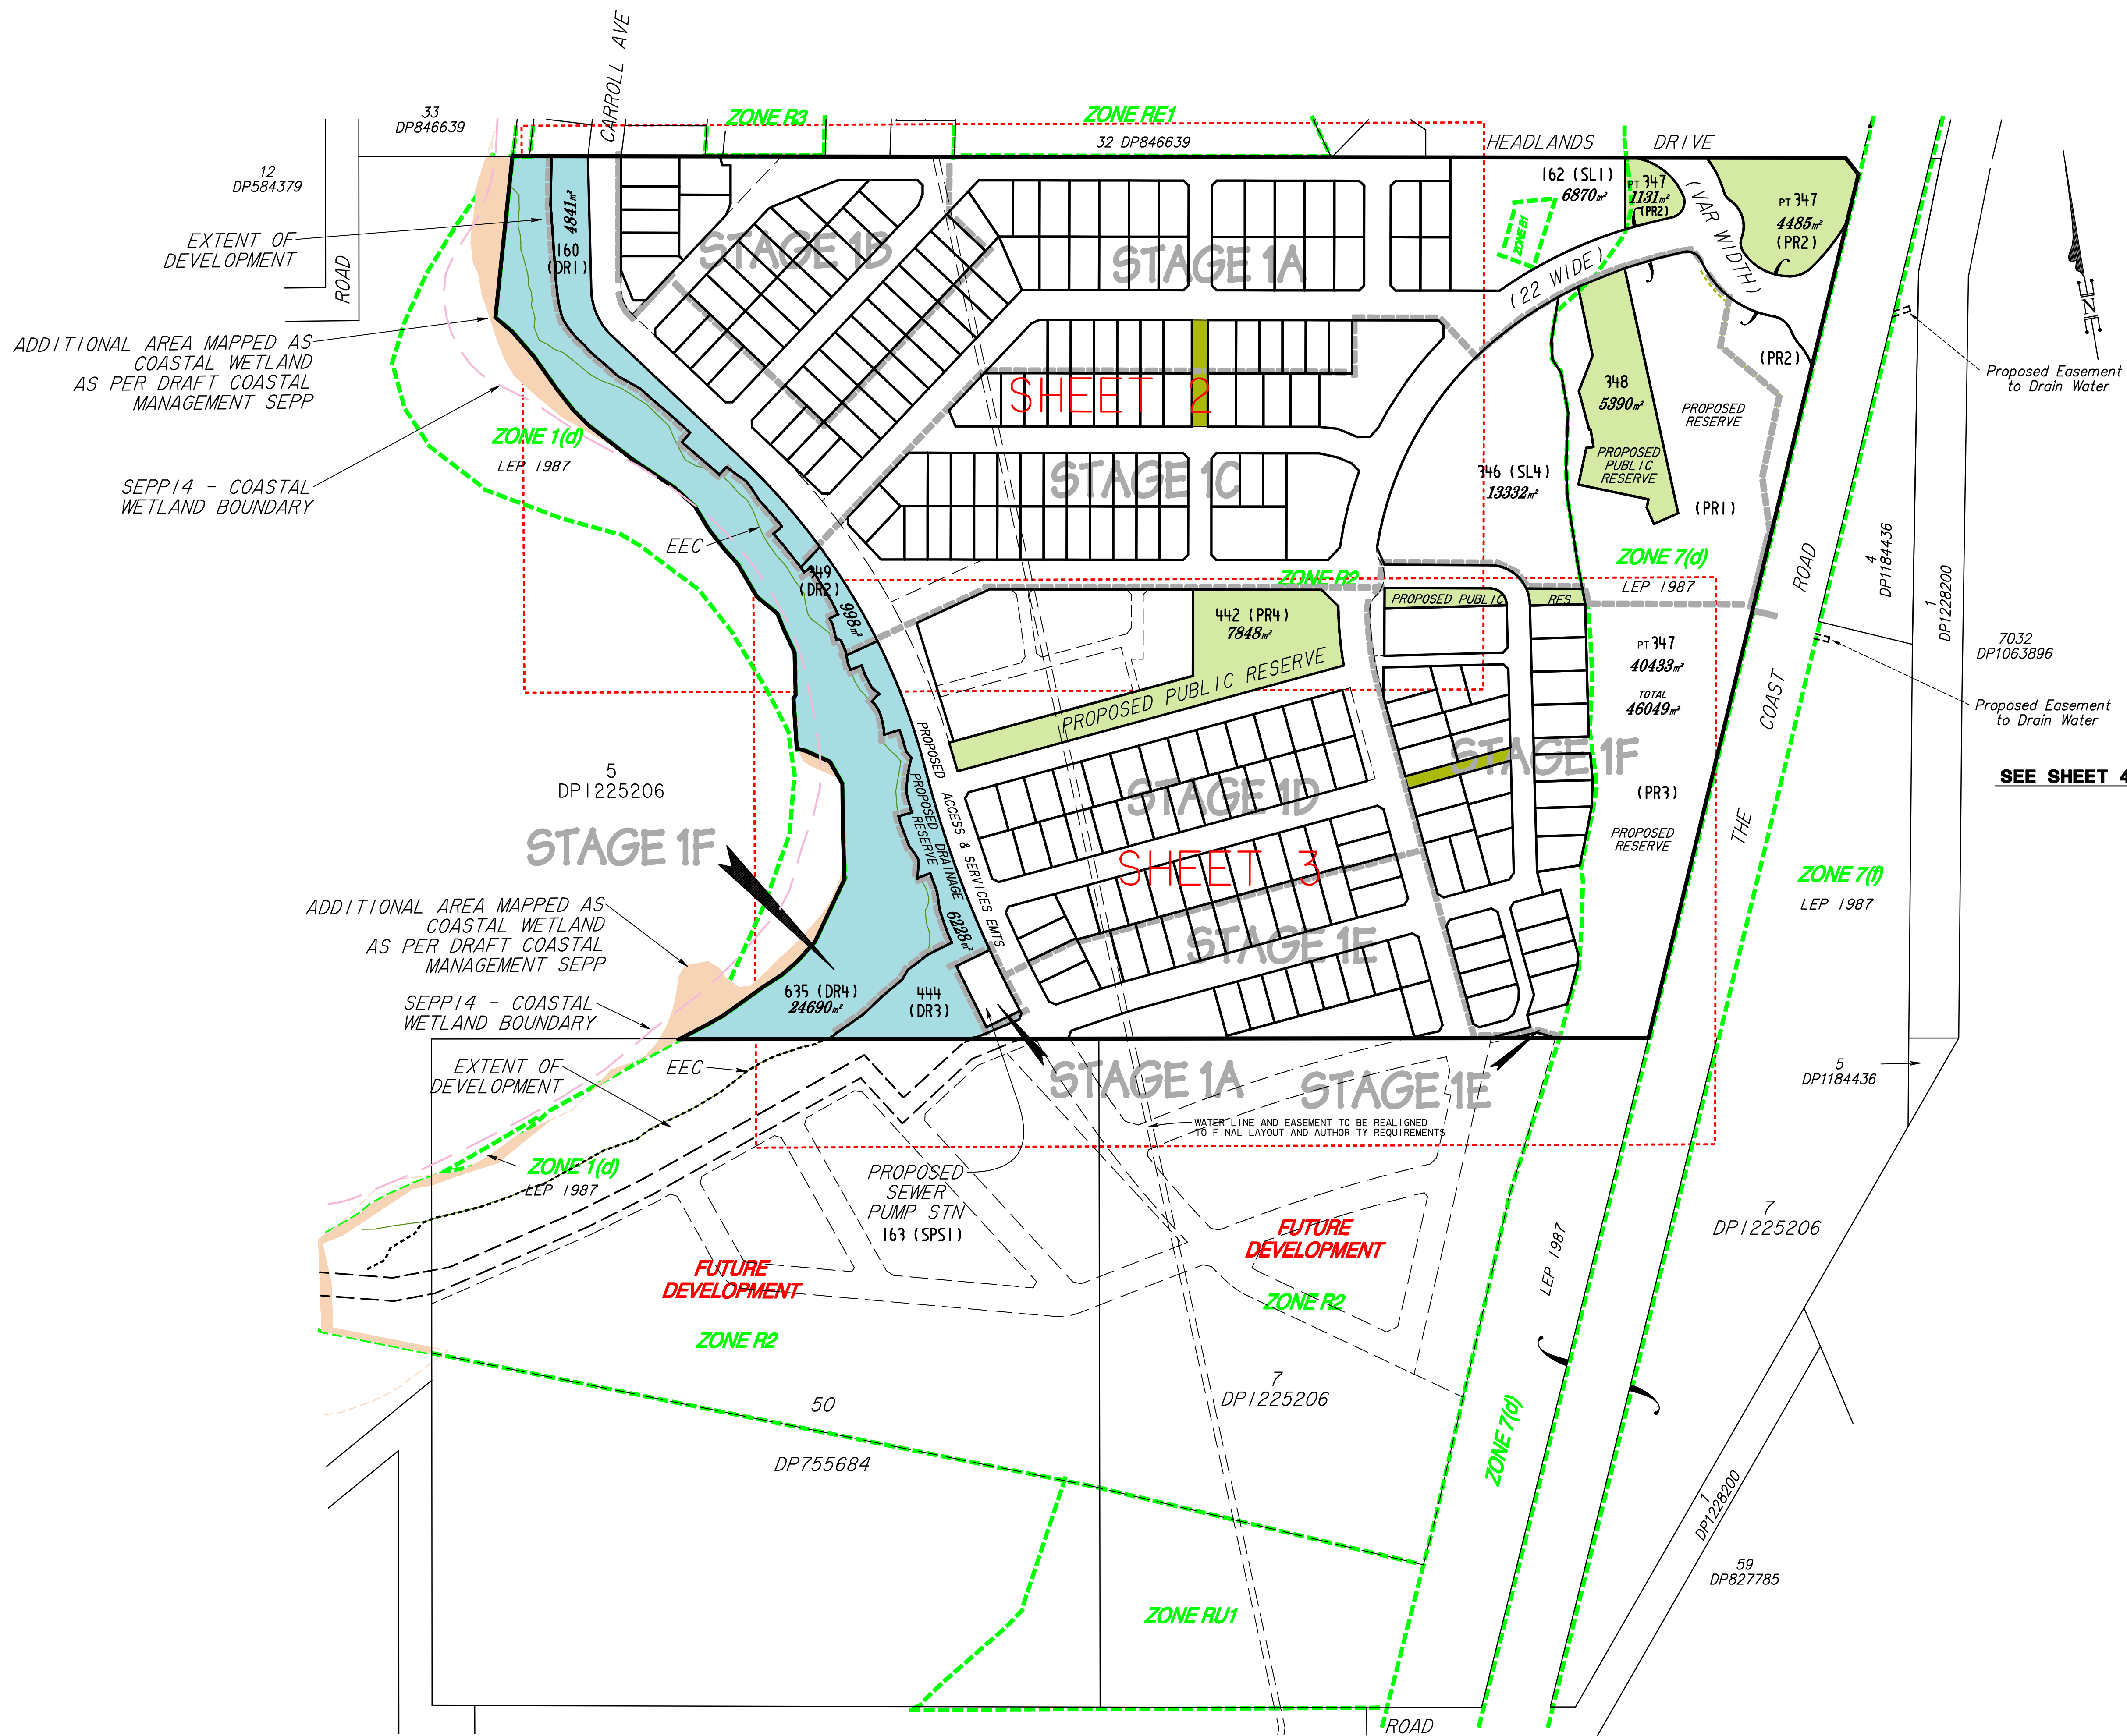 CARROLL AVE
33
DP846639
ZONE R3
ZONE RE1
32 DP846639
HEADLANDS DRIVE
12
DP584379
ROAD
EXTENT OF
DEVELOPMENT
4841m²
160
(DR1)
STAGE 1B
STAGE 1A
162 (SL1)
6870m²
ZONE B1
PT 347
1131m²
(PR2)
(VAR WIDTH)
PT 347
4485m²
(PR2)
(22 WIDE)
ADDITIONAL AREA MAPPED AS
COASTAL WETLAND
AS PER DRAFT COASTAL
MANAGEMENT SEPP
(PR2)
Proposed Easement
to Drain Water
SHEET 2
348
5390m²
PROPOSED
RESERVE
PROPOSED
PUBLIC
RESERVE
ZONE 1(d)
LEP 1987
SEPP14 - COASTAL
WETLAND BOUNDARY
STAGE 1C
346 (SL4)
13332m²
(PR1)
EEC
ZONE 7(d)
LEP 1987
ROAD
4
DP1184436
1
DP1228200
349
(DR2)
998m²
ZONE R2
PROPOSED PUBLIC RES
442 (PR4)
7848m²
PROPOSED PUBLIC RESERVE
PT 347
40433m²
TOTAL
46049m²
7032
DP1063896
COAST
Proposed Easement
to Drain Water
5
DP1225206
PROPOSED ACCESS & SERVICES EMTS
PROPOSED DRAINAGE
RESERVE
6228m²
STAGE 1D
STAGE 1F
(PR3)
SEE SHEET 4
STAGE 1F
SHEET 3
PROPOSED
RESERVE
THE
ZONE 7(f)
LEP 1987
ADDITIONAL AREA MAPPED AS
COASTAL WETLAND
AS PER DRAFT COASTAL
MANAGEMENT SEPP
STAGE 1E
SEPP14 - COASTAL
WETLAND BOUNDARY
635 (DR4)
24690m²
444
(DR3)
EXTENT OF
DEVELOPMENT
EEC
STAGE 1A
STAGE 1E
5
DP1184436
WATER LINE AND EASEMENT TO BE REALIGNED
TO FINAL LAYOUT AND AUTHORITY REQUIREMENTS
ZONE 1(d)
LEP 1987
PROPOSED
SEWER
PUMP STN
163 (SPS1)
FUTURE
DEVELOPMENT
FUTURE
DEVELOPMENT
ZONE R2
ZONE R2
LEP 1987
7
DP1225206
7
DP1225206
50
DP755684
ZONE 7(d)
1
DP1228200
59
DP827785
ZONE RU1
ROAD